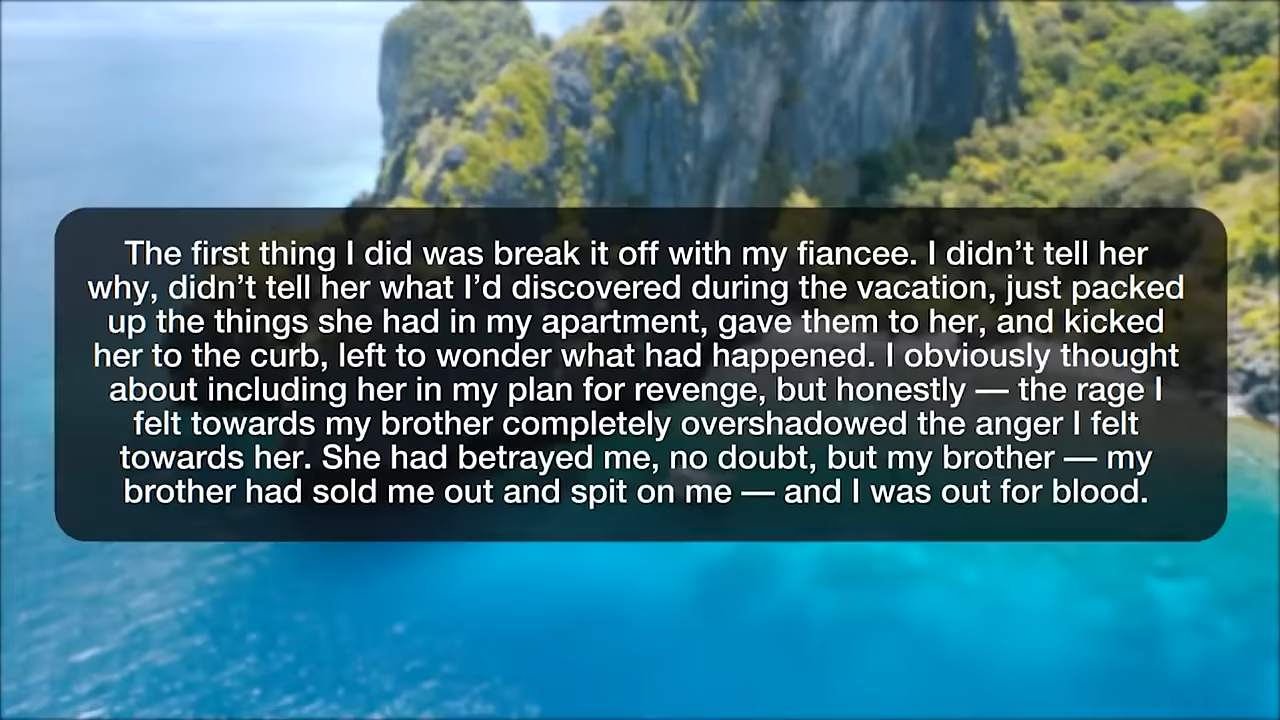 The first thing I did was break it off with my fiancee. I didn’t tell her
why, didn’t tell her what I’d discovered during the vacation, just packed
up the things she had in my apartment, gave them to her, and kicked
her to the curb, left to wonder what had happened. I obviously thought
about including her in my plan for revenge, but honestly — the rage I
felt towards my brother completely overshadowed the anger I felt
towards her. She had betrayed me, no doubt, but my brother — my
brother had sold me out and spit on me — and I was out for blood.